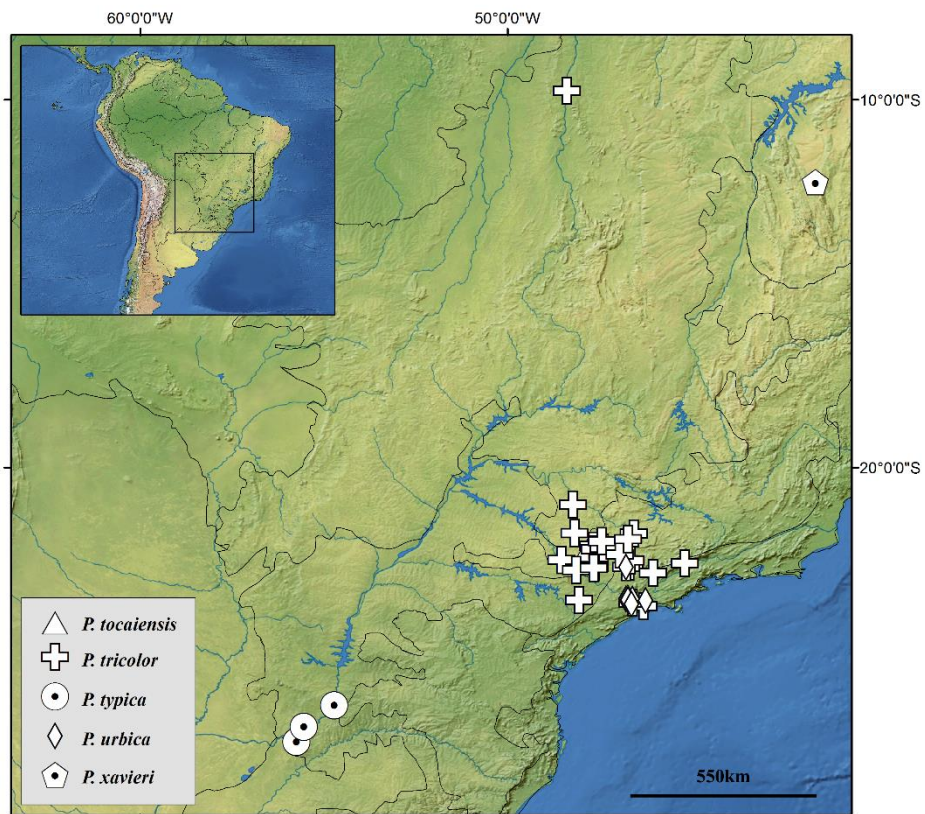 60°0'0"W 50°0'0"W
10°0'0"S
20°0'0"S
P. tocaiensis
P. tricolor
P. typica
P. urbica
P. xavieri
550km